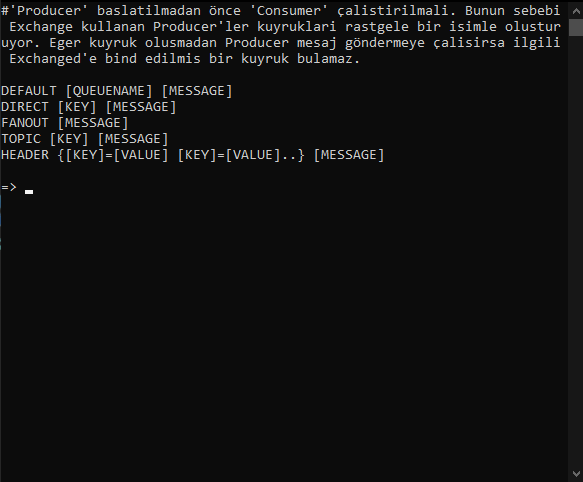 #'Producer' baslatilmadan önce 'Consumer' çalistirilmali. Bunun sebebi
Exchange kullanan Producer'ler kuyruklari rastgele bir isimle olustur
uyor. Eger kuyruk olusmadan Producer mesaj göndermeye çalisirsa ilgili
Exchanged'e bind edilmis bir kuyruk bulamaz.
DEFAULT [QUEUENAME] [MESSAGE]
DIRECT [KEY] [MESSAGE]
FANOUT [MESSAGE]
TOPIC [KEY] [MESSAGE]
HEADER {[KEY]=[VALUE] [KEY]=[VALUE]..} [MESSAGE]
=>